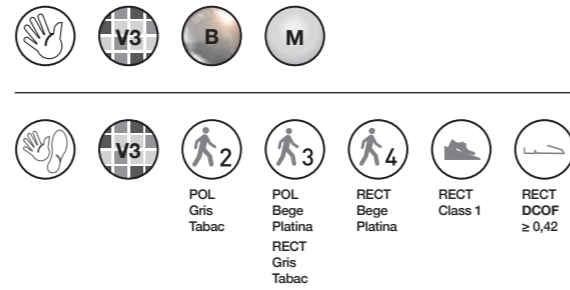 V3
B
M
V3
2
3
4
POL
Gris
Tabac
POL
Bege
Platina
RECT
Gris
Tabac
RECT
Bege
Platina
RECT
Class 1
RECT
DCOF
≥ 0,42